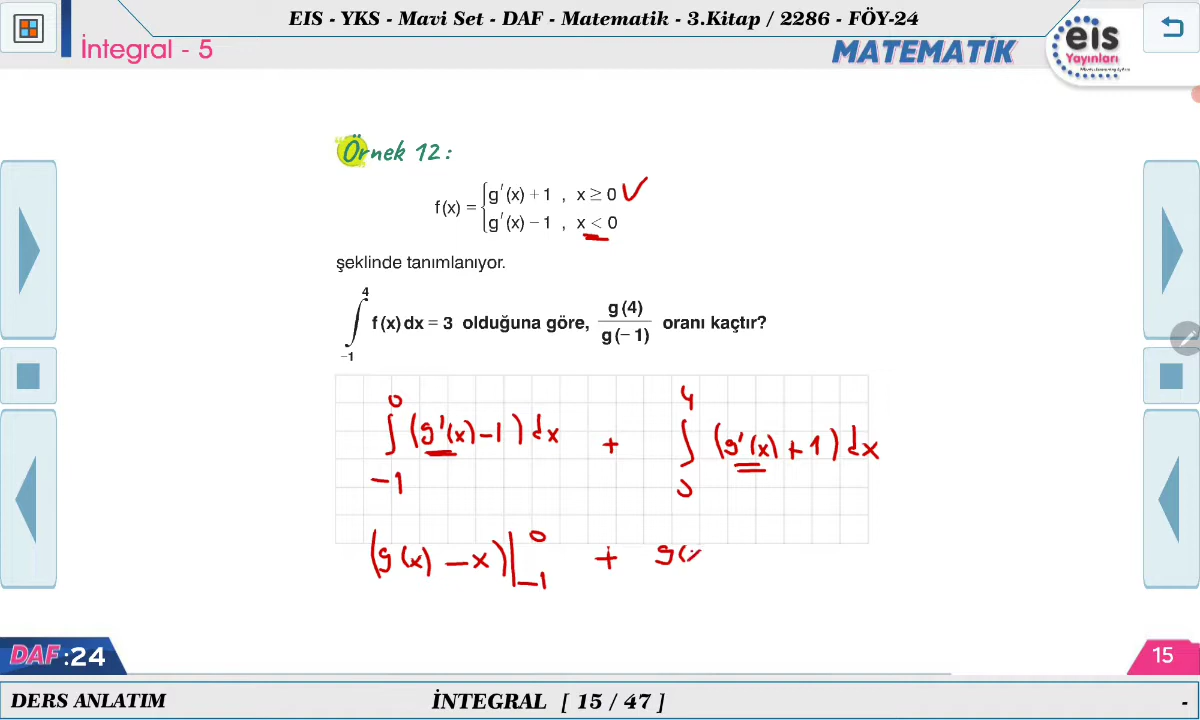 EIS - YKS - Mavi Set - DAF - Matematik - 3.Kitap / 2286 - FÖY-24
İntegral - 5
MATEMATİK
eis
Yayınları
Örnek 12:
f(x) = { g'(x) + 1 , x ≥ 0 ✓
g'(x) − 1 , x < 0
şeklinde tanımlanıyor.
∫₋₁⁴ f(x) dx = 3 olduğuna göre, g(4) / g(−1) oranı kaçtır?
∫₋₁⁰ (g'(x) − 1) dx + ∫₀⁴ (g'(x) + 1) dx
(g(x) − x) |₋₁⁰ + g(
DAF:24
15
DERS ANLATIM
İNTEGRAL [ 15 / 47 ]
-